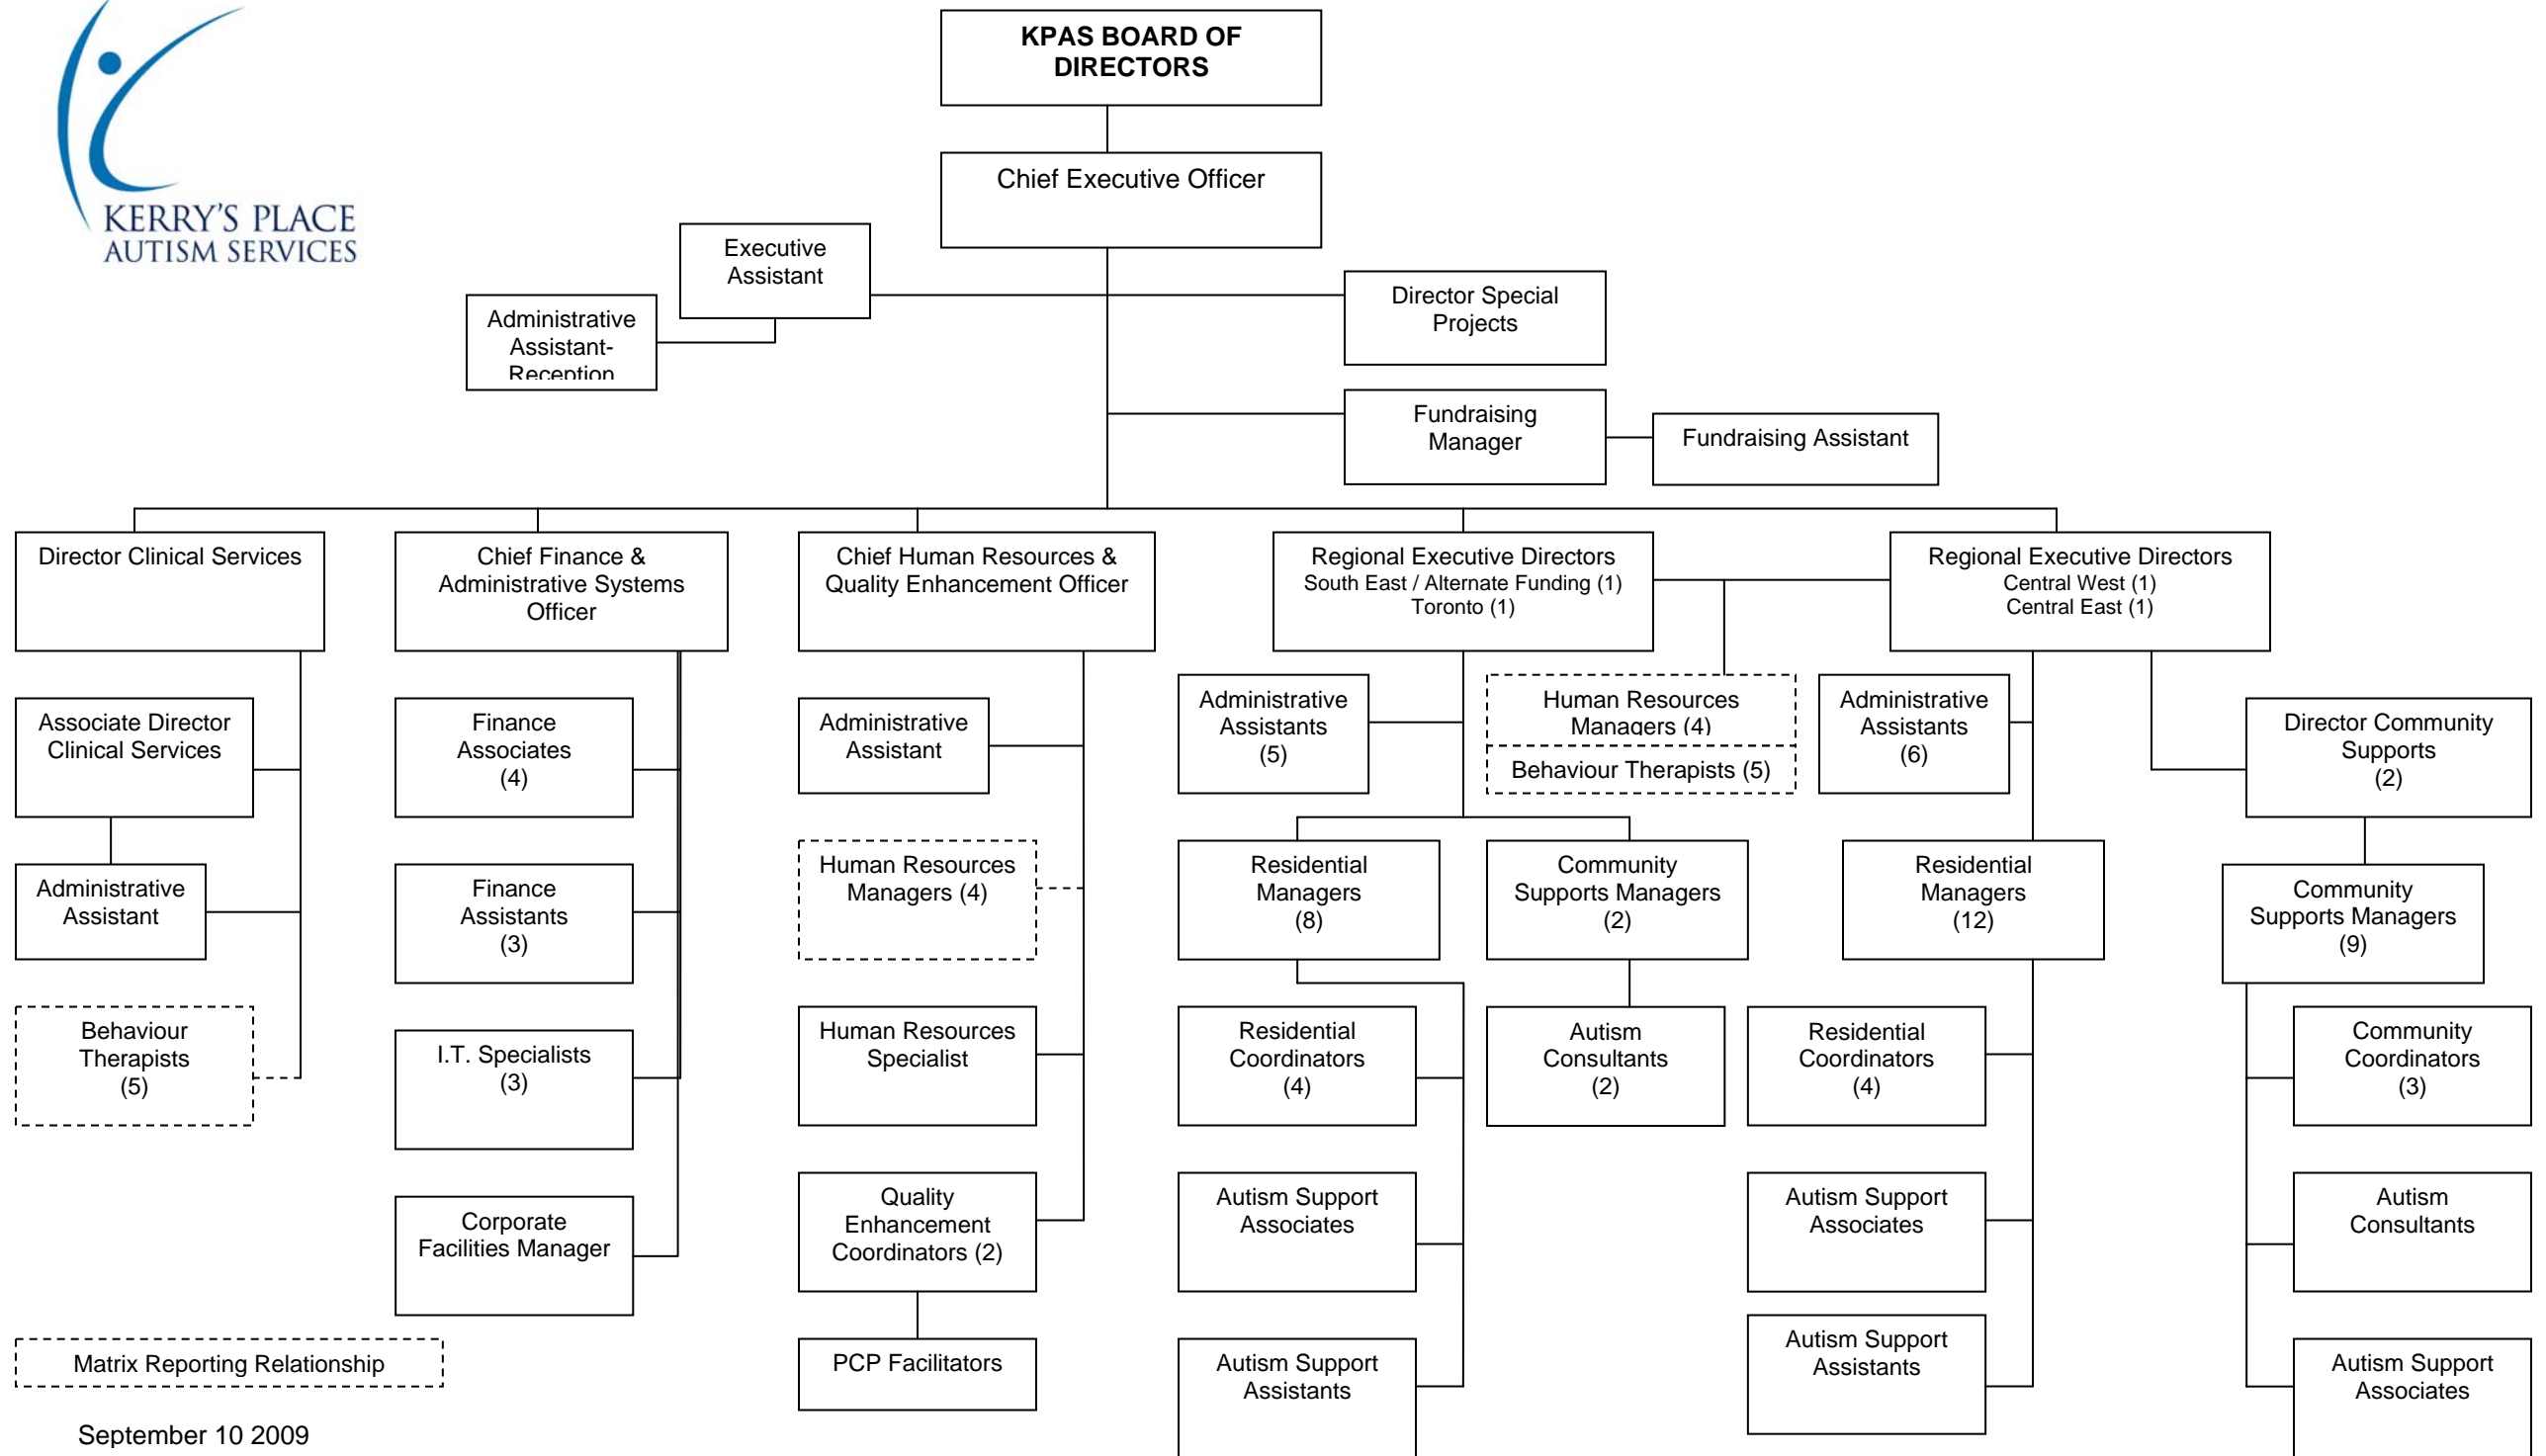 KERRY'S PLACE
AUTISM SERVICES
KPAS BOARD OF
DIRECTORS
Chief Executive Officer
Executive
Assistant
Administrative
Assistant-
Reception
Director Special
Projects
Fundraising
Manager
Fundraising Assistant
Director Clinical Services
Associate Director
Clinical Services
Administrative
Assistant
Behaviour
Therapists
(5)
Chief Finance &
Administrative Systems
Officer
Finance
Associates
(4)
Finance
Assistants
(3)
I.T. Specialists
(3)
Corporate
Facilities Manager
Chief Human Resources &
Quality Enhancement Officer
Administrative
Assistant
Human Resources
Managers (4)
Human Resources
Specialist
Quality
Enhancement
Coordinators (2)
PCP Facilitators
Regional Executive Directors
South East / Alternate Funding (1)
Toronto (1)
Administrative
Assistants
(5)
Human Resources
Managers (4)
Behaviour Therapists (5)
Residential
Managers
(8)
Community
Supports Managers
(2)
Residential
Coordinators
(4)
Autism
Consultants
(2)
Autism Support
Associates
Autism Support
Assistants
Regional Executive Directors
Central West (1)
Central East (1)
Administrative
Assistants
(6)
Director Community
Supports
(2)
Residential
Managers
(12)
Community
Supports Managers
(9)
Residential
Coordinators
(4)
Autism Support
Associates
Autism Support
Assistants
Community
Coordinators
(3)
Autism
Consultants
Autism Support
Associates
Matrix Reporting Relationship
September 10 2009